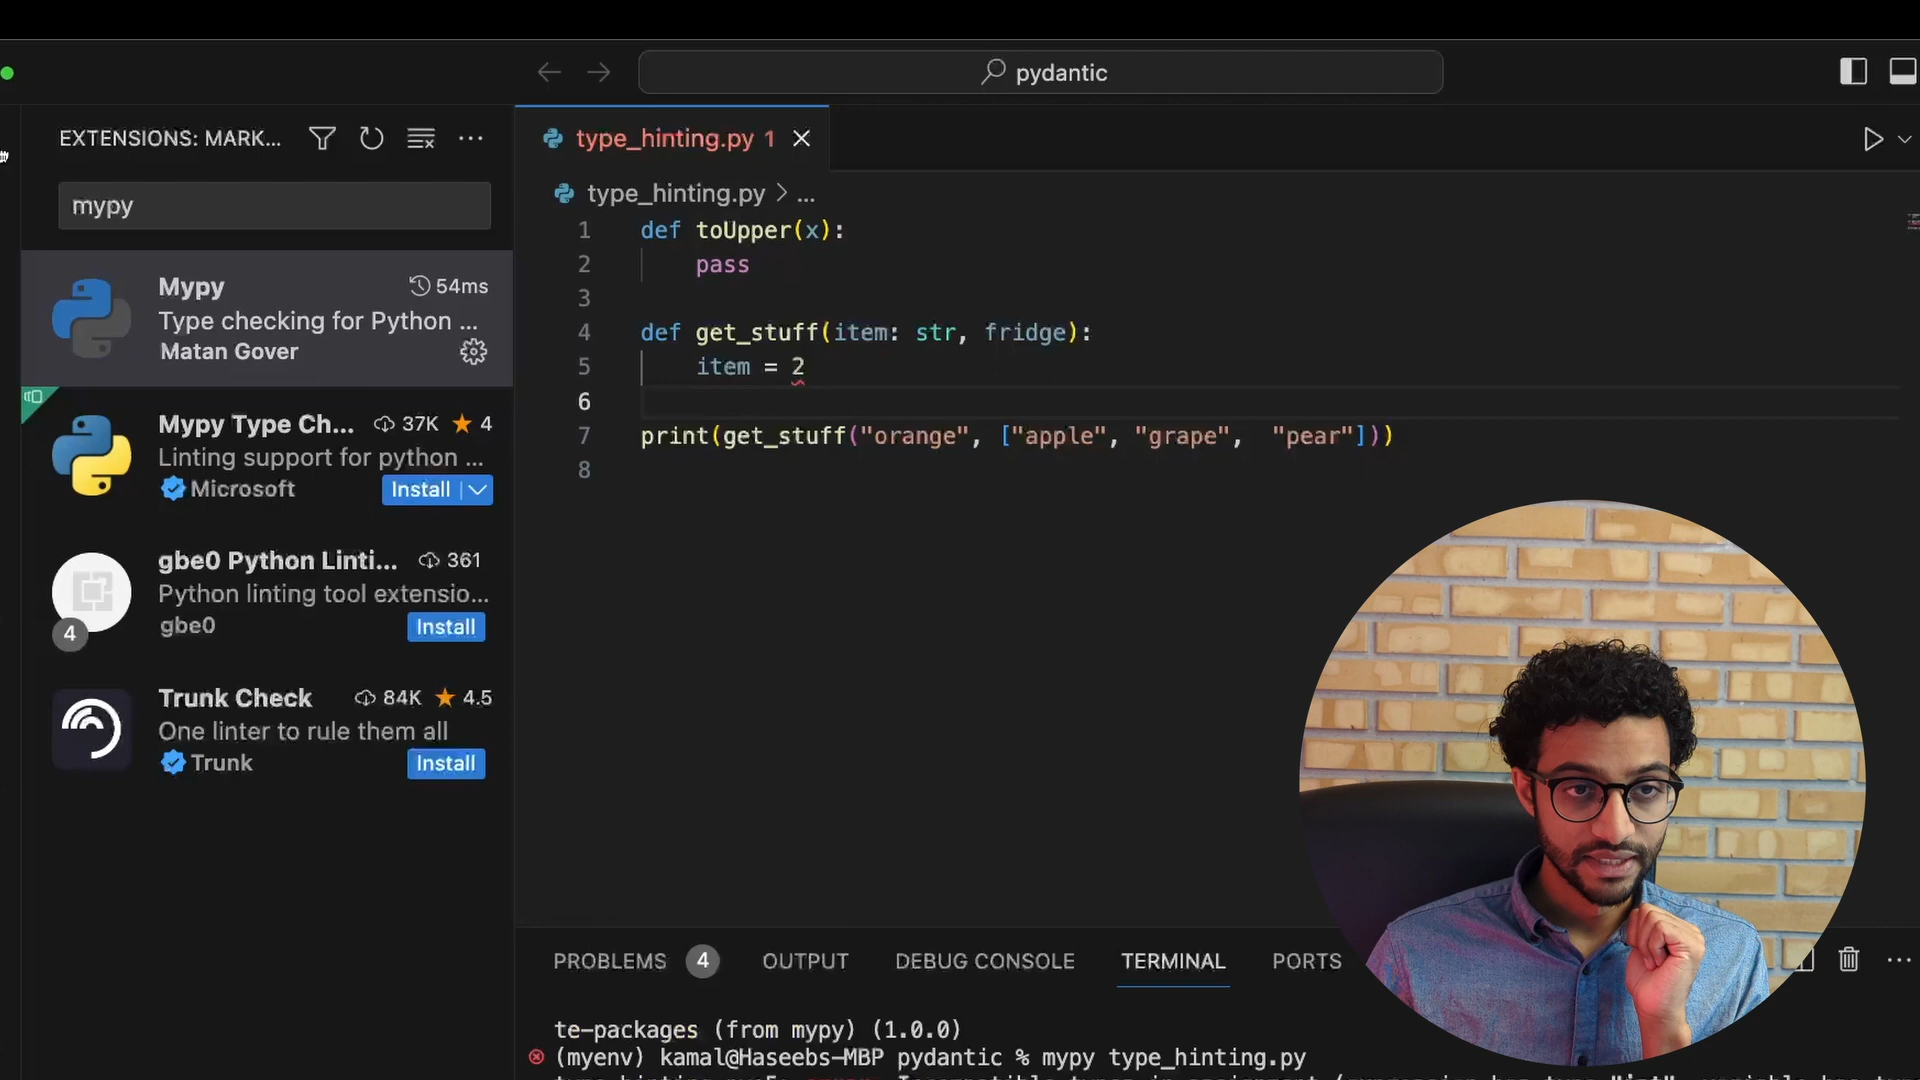 pydantic
EXTENSIONS: MARK...
mypy
Mypy 54ms
Type checking for Python ...
Matan Gover
Mypy Type Ch... 37K 4
Linting support for python ...
Microsoft Install
gbe0 Python Linti... 361
Python linting tool extensio...
gbe0 Install
4
Trunk Check 84K 4.5
One linter to rule them all
Trunk Install
type_hinting.py 1
type_hinting.py > ...
1 def toUpper(x):
2 pass
3
4 def get_stuff(item: str, fridge):
5 item = 2
6
7 print(get_stuff("orange", ["apple", "grape", "pear"]))
8
PROBLEMS 4 OUTPUT DEBUG CONSOLE TERMINAL PORTS
te-packages (from mypy) (1.0.0)
(myenv) kamal@Haseebs-MBP pydantic % mypy type_hinting.py